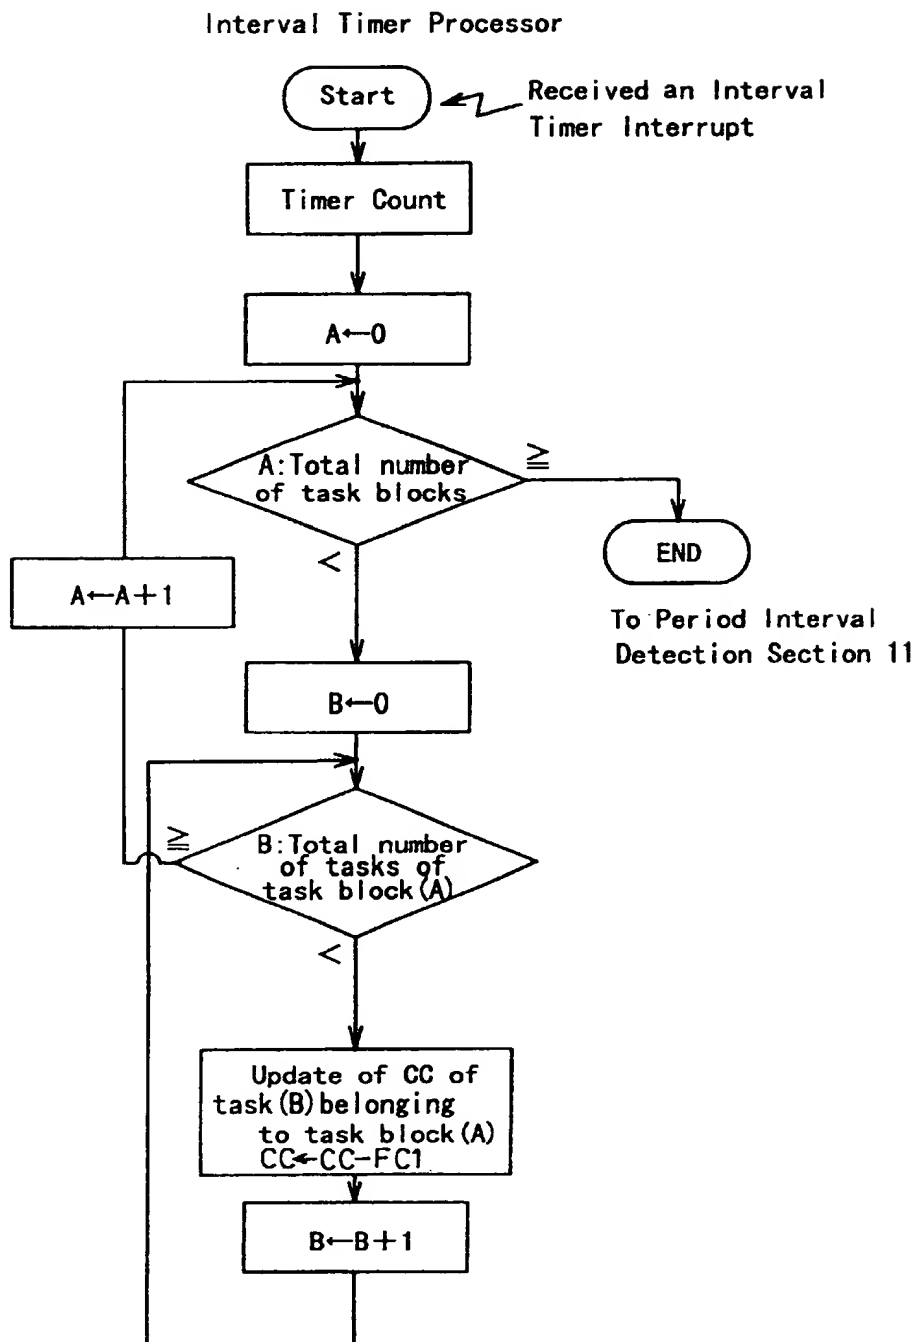 Interval Timer Processor
Start
Received an Interval
Timer Interrupt
Timer Count
A←0
A:Total number
of task blocks
≧
<
END
To Period Interval
Detection Section 11
A←A+1
B←0
B:Total number
of tasks of
task block(A)
≧
<
Update of CC of
task(B)belonging
to task block(A)
CC←CC-FC1
B←B+1